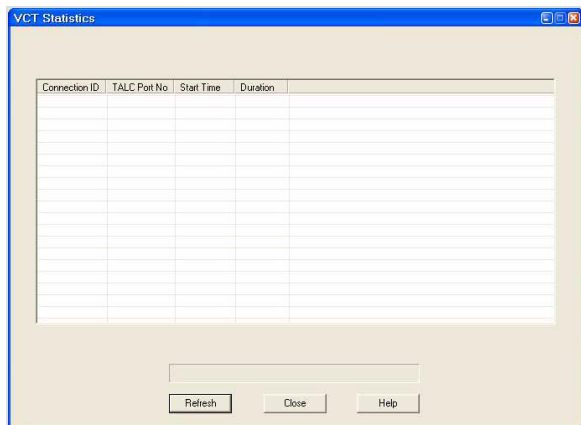 VCT Statistics
Connection ID TALC Port No Start Time Duration
Refresh Close Help